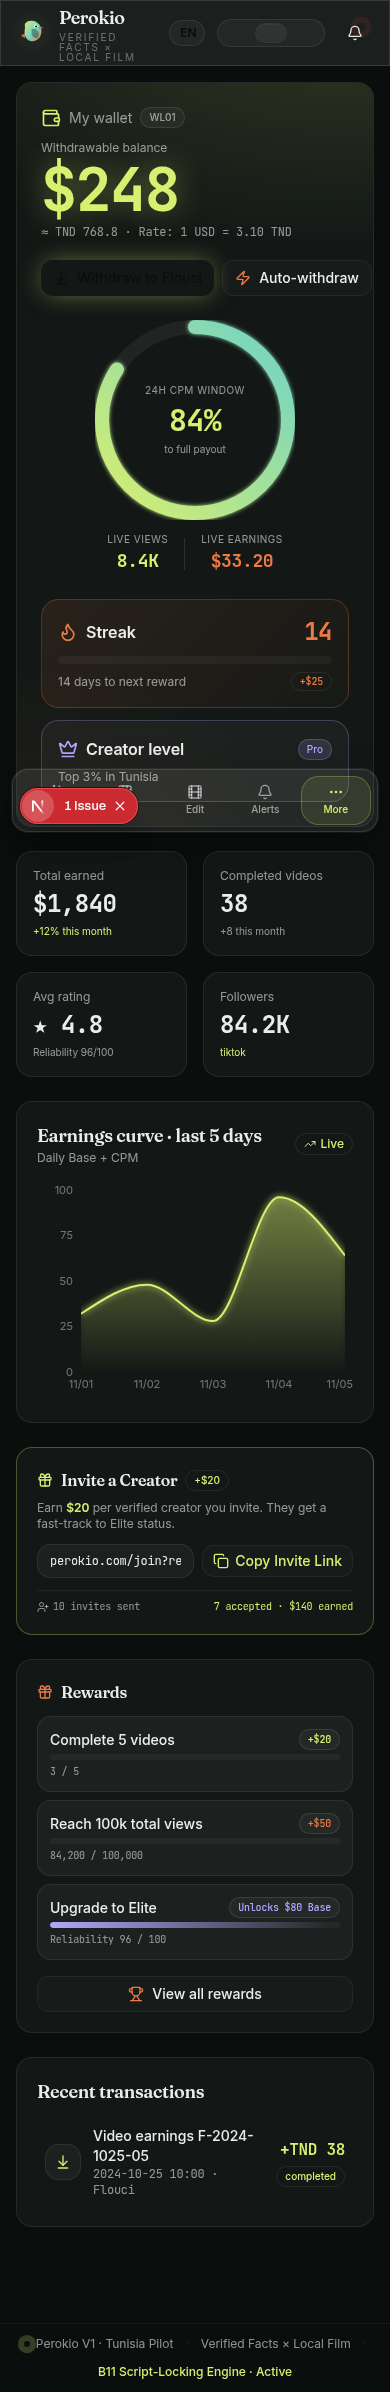 Perokio
VERIFIED
FACTS ×
LOCAL FILM
EN
My wallet WL01
Withdrawable balance
$248
≈ TND 768.8 · Rate: 1 USD = 3.10 TND
Withdraw to Flouci
Auto-withdraw
24H CPM WINDOW
84%
to full payout
LIVE VIEWS
8.4K
LIVE EARNINGS
$33.20
Streak 14
14 days to next reward +$25
Creator level Pro
Top 3% in Tunisia
N 1 Issue
Edit
Alerts
More
Total earned
$1,840
+12% this month
Completed videos
38
+8 this month
Avg rating
★ 4.8
Reliability 96/100
Followers
84.2K
tiktok
Earnings curve · last 5 days
Daily Base + CPM
Live
100
75
50
25
0
11/01 11/02 11/03 11/04 11/05
Invite a Creator +$20
Earn $20 per verified creator you invite. They get a
fast-track to Elite status.
perokio.com/join?re
Copy Invite Link
10 invites sent
7 accepted · $140 earned
Rewards
Complete 5 videos +$20
3 / 5
Reach 100k total views +$50
84,200 / 100,000
Upgrade to Elite Unlocks $80 Base
Reliability 96 / 100
View all rewards
Recent transactions
Video earnings F-2024-
1025-05
2024-10-25 10:00 ·
Flouci
+TND 38
completed
Perokio V1 · Tunisia Pilot · Verified Facts × Local Film
B11 Script-Locking Engine · Active